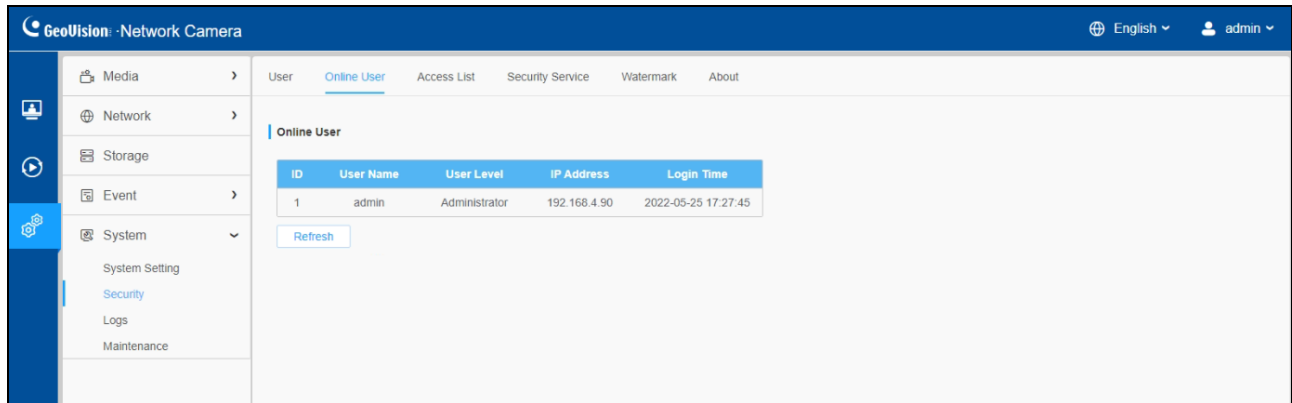 GeoVision -Network Camera
English
admin
Media
Network
Storage
Event
System
System Setting
Security
Logs
Maintenance
User Online User Access List Security Service Watermark About
Online User
ID User Name User Level IP Address Login Time
1 admin Administrator 192.168.4.90 2022-05-25 17:27:45
Refresh